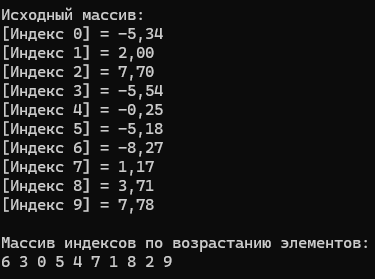 Исходный массив:
[Индекс 0] = -5,34
[Индекс 1] = 2,00
[Индекс 2] = 7,70
[Индекс 3] = -5,54
[Индекс 4] = -0,25
[Индекс 5] = -5,18
[Индекс 6] = -8,27
[Индекс 7] = 1,17
[Индекс 8] = 3,71
[Индекс 9] = 7,78
Массив индексов по возрастанию элементов:
6 3 0 5 4 7 1 8 2 9